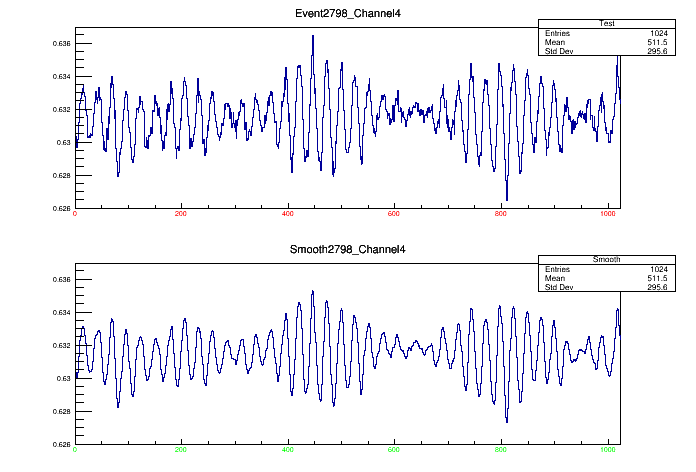 Event2798_Channel4
Test
Entries 1024
Mean 511.5
Std Dev 295.6
0.636
0.634
0.632
0.63
0.628
0.626
0 200 400 600 800 1000
Smooth2798_Channel4
Smooth
Entries 1024
Mean 511.5
Std Dev 295.6
0.636
0.634
0.632
0.63
0.628
0.626
0 200 400 600 800 1000